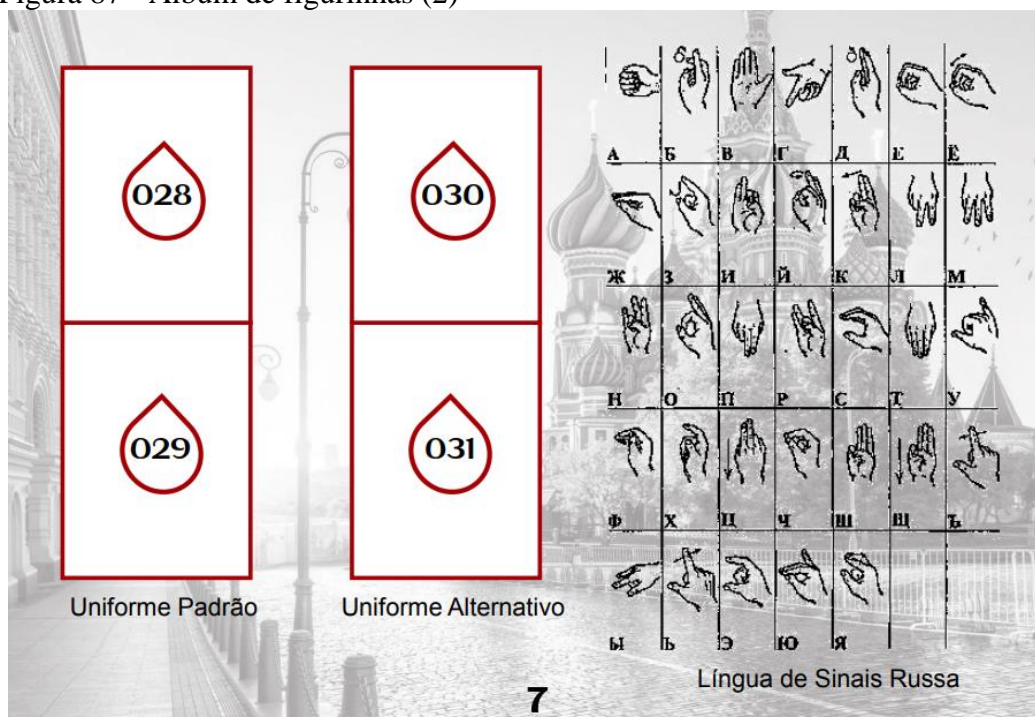 Figura 67 - Álbum de figurinhas (2)
028
030
029
031
Uniforme Padrão
Uniforme Alternativo
А Б В Г Д Е Ё
Ж З И Й К Л М
Н О П Р С Т У
Ф Х Ц Ч Ш Щ Ъ
Ы Ь Э Ю Я
Língua de Sinais Russa
7